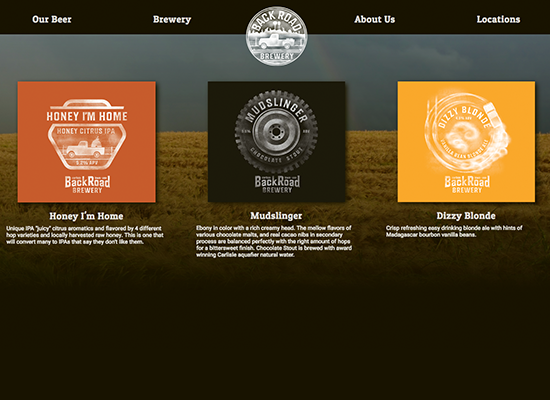 Our Beer
Brewery
BACK ROAD
BREWERY
About Us
Locations
HONEY I'M HOME
HONEY CITRUS IPA
BackRoad
BREWERY
MUDSLINGER
CHOCOLATE STOUT
BackRoad
BREWERY
DIZZY BLONDE
VANILLA BEAN BLONDE ALE
BackRoad
BREWERY
Honey I'm Home
Unique IPA "juicy" citrus aromatics and flavored by 4 different
hop varieties and locally harvested raw honey. This is one that
will convert many to IPAs that say they don't like them.
Mudslinger
Ebony in color with a rich creamy head. The mellow flavors of
various chocolate malts, and real cacao nibs in secondary
process are balanced perfectly with the right amount of hops
for a bittersweet finish. Chocolate Stout is brewed with award
winning Carlisle aquafier natural water.
Dizzy Blonde
Crisp refreshing easy drinking blonde ale with hints of
Madagascar bourbon vanilla beans.